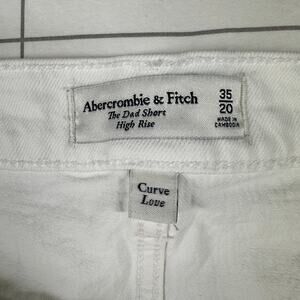 Abercrombie & Fitch
The Dad Short
High Rise
35
20
MADE IN
CAMBODIA
Curve
Love